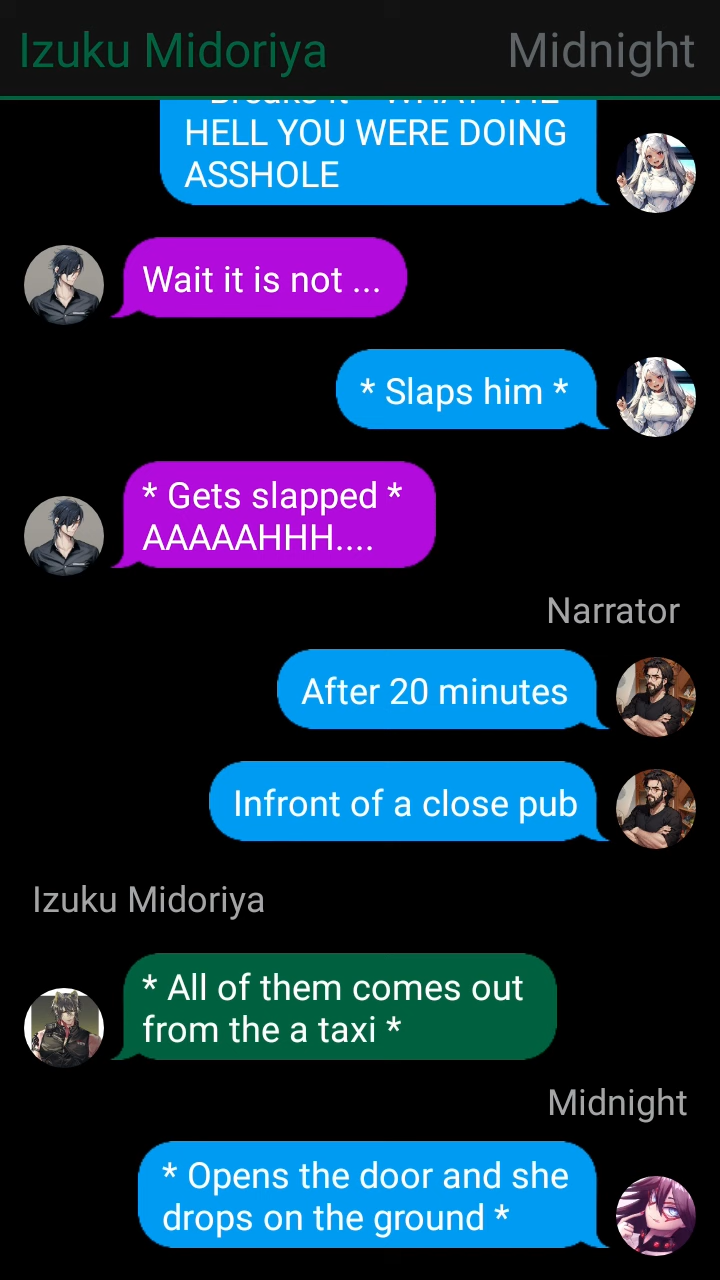 Izuku Midoriya
Midnight
HELL YOU WERE DOING
ASSHOLE
Wait it is not ...
* Slaps him *
* Gets slapped *
AAAAAHHH....
Narrator
After 20 minutes
Infront of a close pub
Izuku Midoriya
* All of them comes out
from the a taxi *
Midnight
* Opens the door and she
drops on the ground *